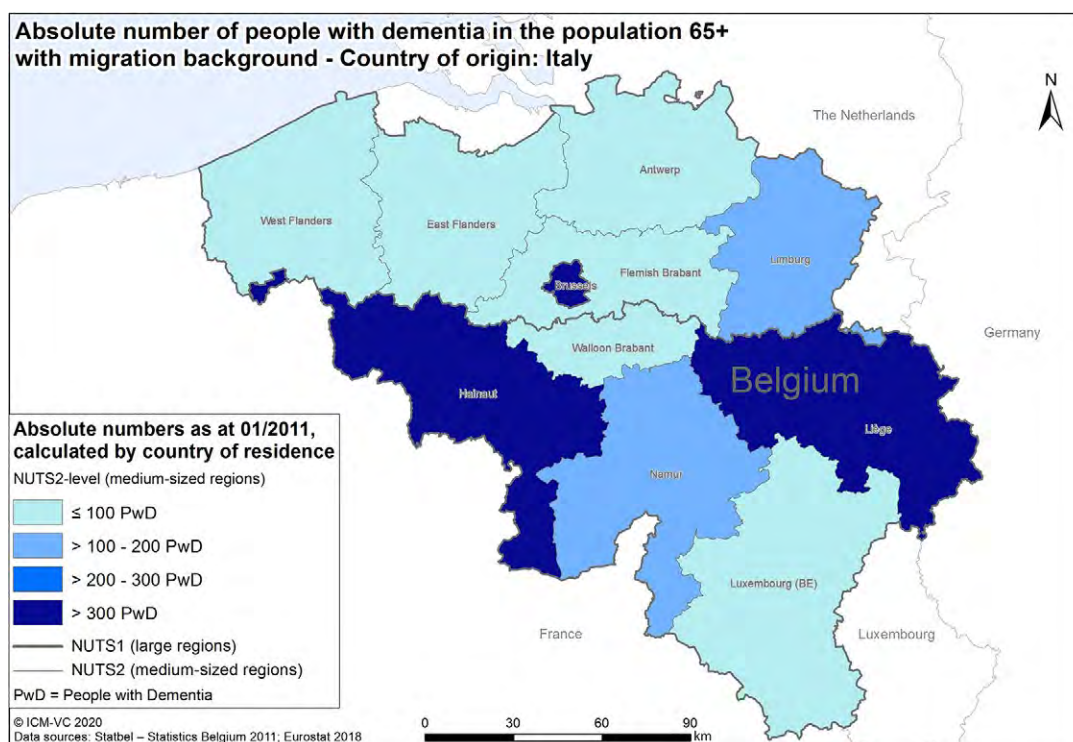 Absolute number of people with dementia in the population 65+
with migration background - Country of origin: Italy
N
The Netherlands
Antwerp
West Flanders
East Flanders
Limburg
Flemish Brabant
Brussels
Germany
Walloon Brabant
Belgium
Hainaut
Liège
Namur
Luxembourg (BE)
France
Luxembourg
Absolute numbers as at 01/2011,
calculated by country of residence
NUTS2-level (medium-sized regions)
≤ 100 PwD
> 100 - 200 PwD
> 200 - 300 PwD
> 300 PwD
NUTS1 (large regions)
NUTS2 (medium-sized regions)
PwD = People with Dementia
© ICM-VC 2020
Data sources: Statbel – Statistics Belgium 2011; Eurostat 2018
0 30 60 90
km